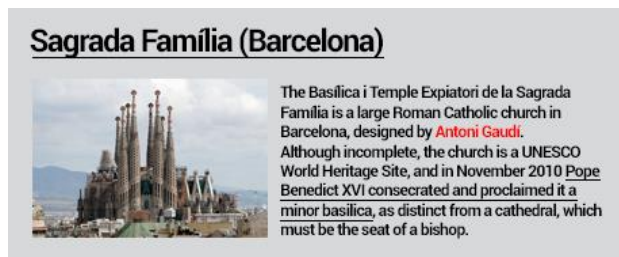 Sagrada Família (Barcelona)
The Basílica i Temple Expiatori de la Sagrada
Família is a large Roman Catholic church in
Barcelona, designed by Antoni Gaudí.
Although incomplete, the church is a UNESCO
World Heritage Site, and in November 2010 Pope
Benedict XVI consecrated and proclaimed it a
minor basilica, as distinct from a cathedral, which
must be the seat of a bishop.